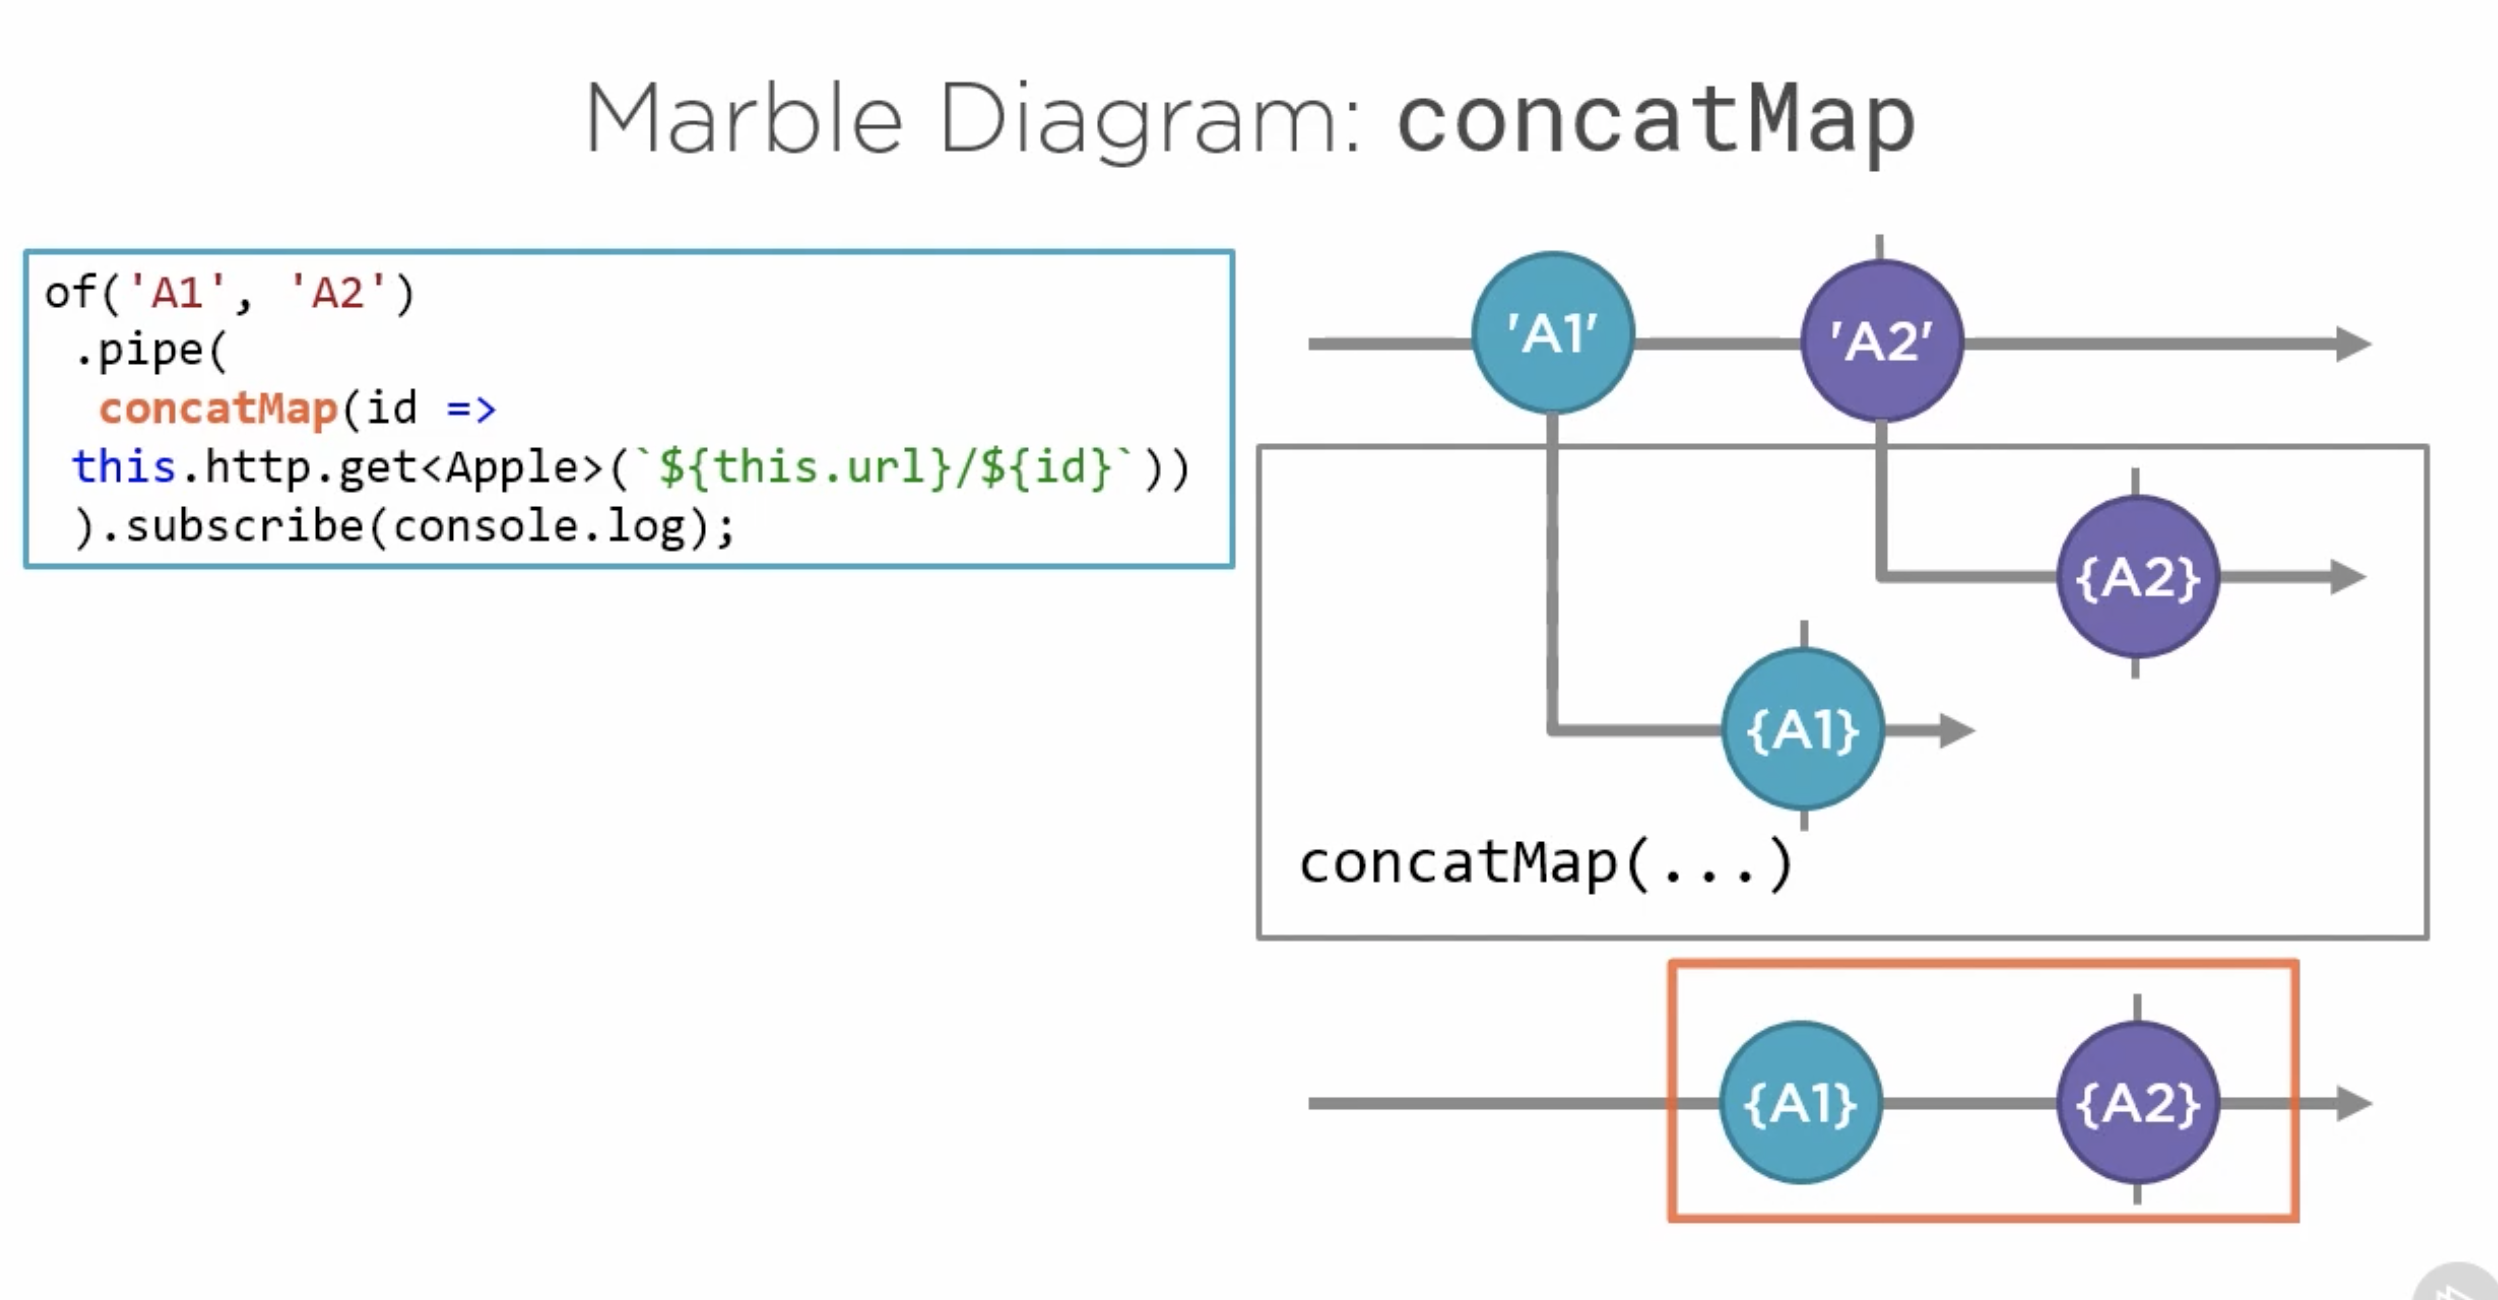 Marble Diagram: concatMap
of('A1', 'A2')
.pipe(
concatMap(id =>
this.http.get<Apple>(`${this.url}/${id}`))
).subscribe(console.log);
'A1'
'A2'
{A2}
{A1}
concatMap(...)
{A1}
{A2}